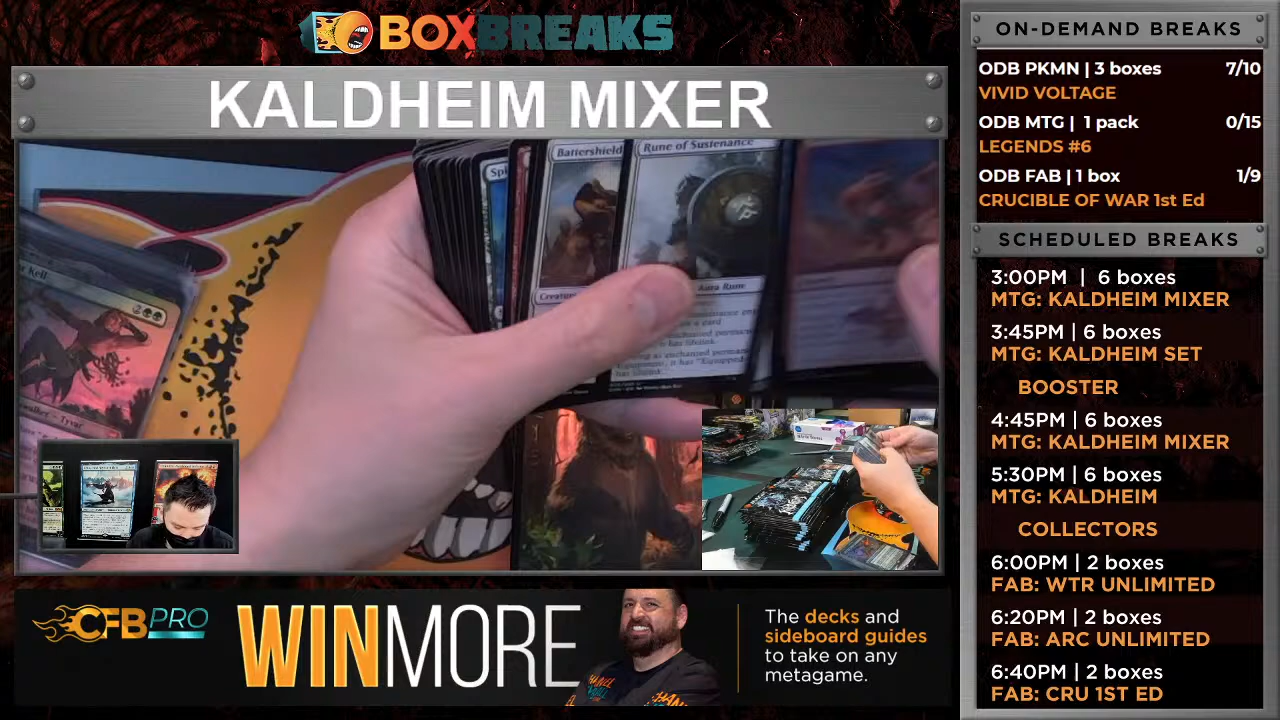 BOXBREAKS
KALDHEIM MIXER
Battershield
Rune of Sustenance
Aura Rune
Kell
Tyvar
CFBPRO
WINMORE
The decks and
sideboard guides
to take on any
metagame.
ON-DEMAND BREAKS
ODB PKMN | 3 boxes 7/10
VIVID VOLTAGE
ODB MTG | 1 pack 0/15
LEGENDS #6
ODB FAB | 1 box 1/9
CRUCIBLE OF WAR 1st Ed
SCHEDULED BREAKS
3:00PM | 6 boxes
MTG: KALDHEIM MIXER
3:45PM | 6 boxes
MTG: KALDHEIM SET
BOOSTER
4:45PM | 6 boxes
MTG: KALDHEIM MIXER
5:30PM | 6 boxes
MTG: KALDHEIM
COLLECTORS
6:00PM | 2 boxes
FAB: WTR UNLIMITED
6:20PM | 2 boxes
FAB: ARC UNLIMITED
6:40PM | 2 boxes
FAB: CRU 1ST ED